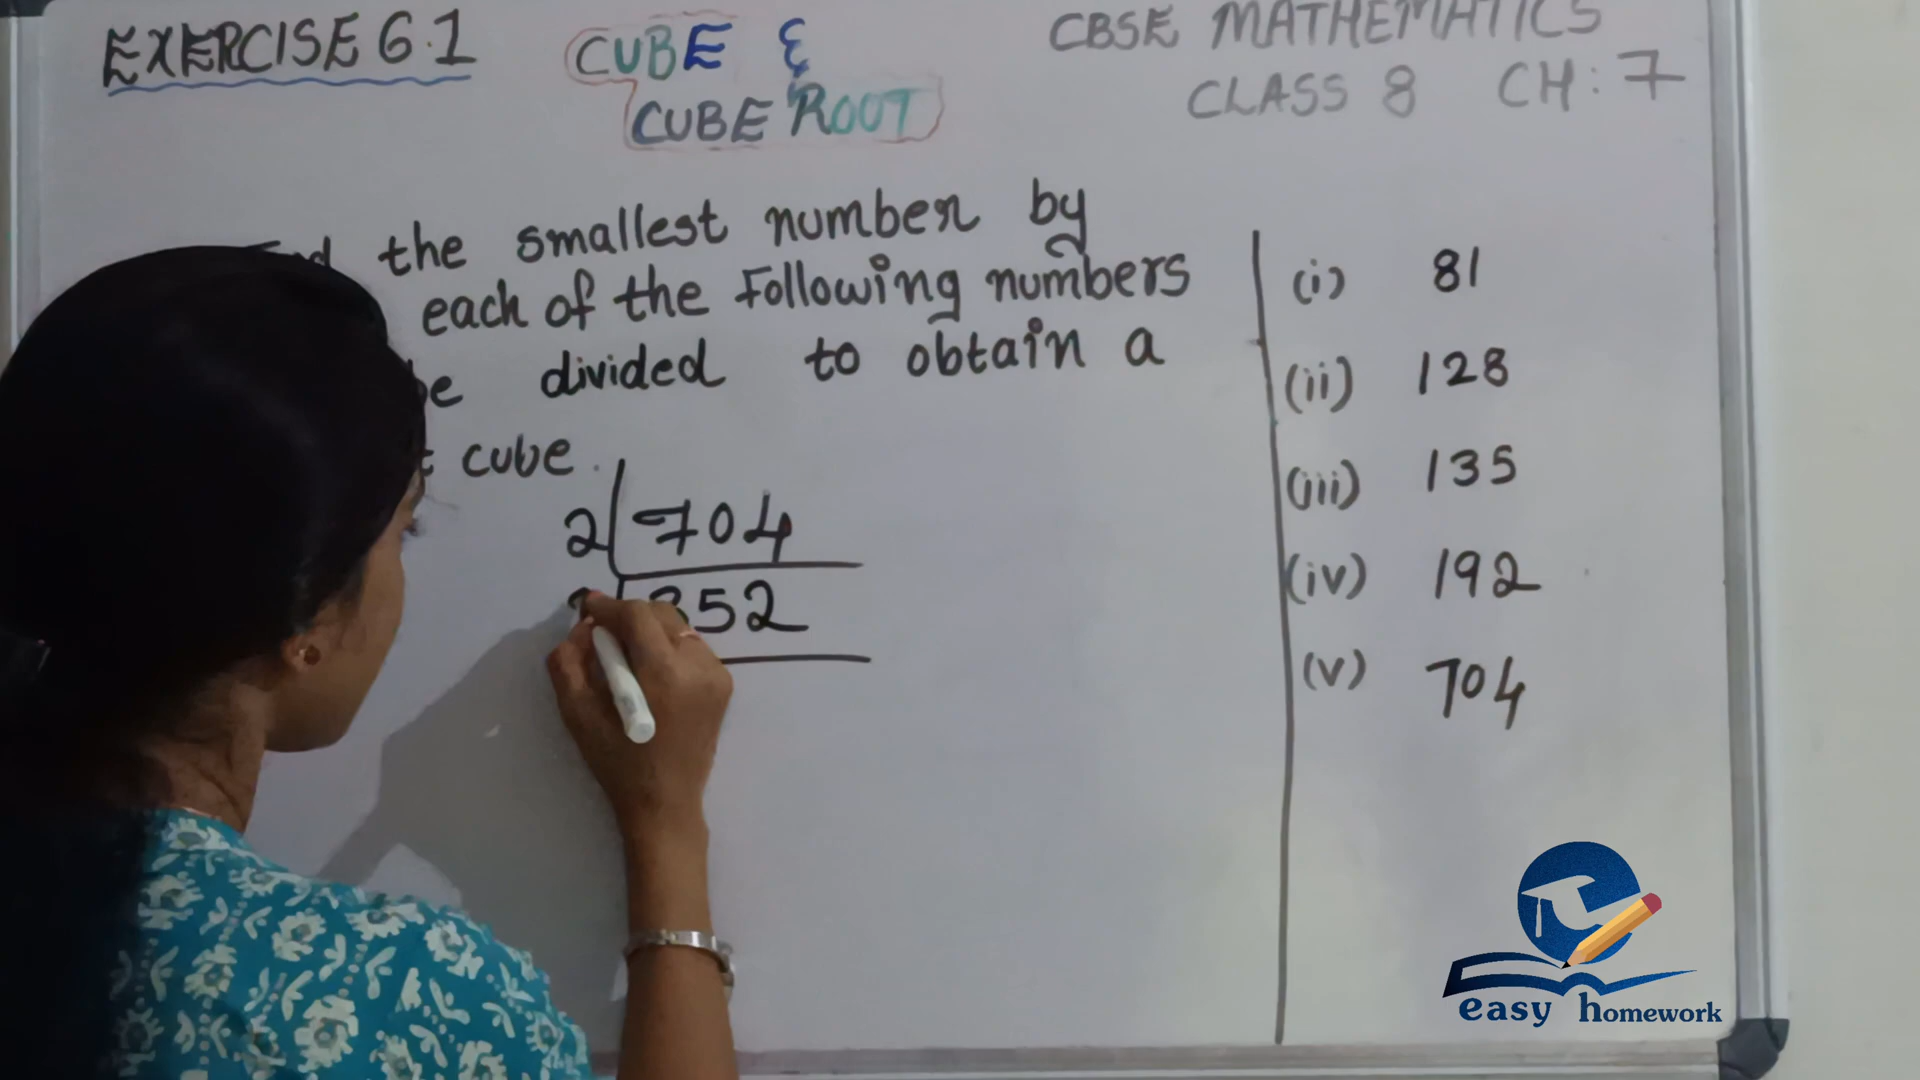 EXERCISE 6.1
CUBE &
CUBE ROOT
CBSE MATHEMATICS
CLASS 8 CH: 7
the smallest number by
each of the following numbers
divided to obtain a
cube.
2 704
352
(i) 81
(ii) 128
(iii) 135
(iv) 192
(v) 704
easy homework